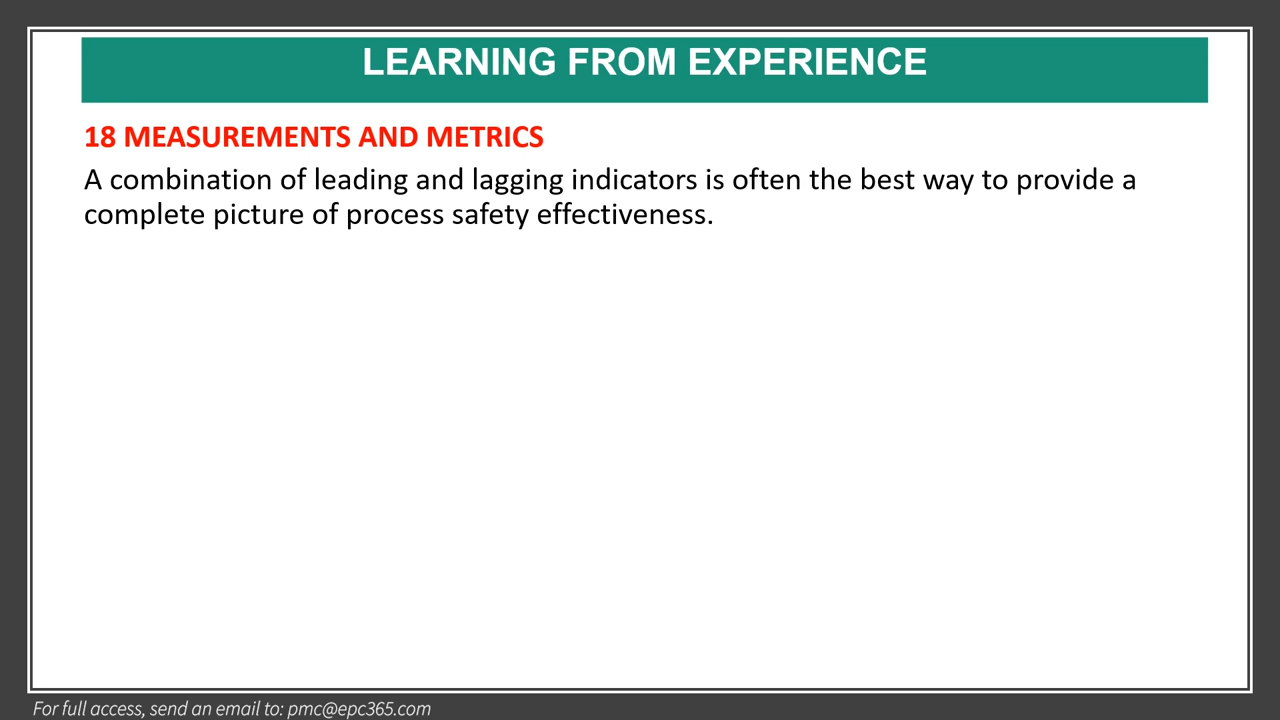 LEARNING FROM EXPERIENCE
18 MEASUREMENTS AND METRICS
A combination of leading and lagging indicators is often the best way to provide a
complete picture of process safety effectiveness.
For full access, send an email to: pmc@epc365.com